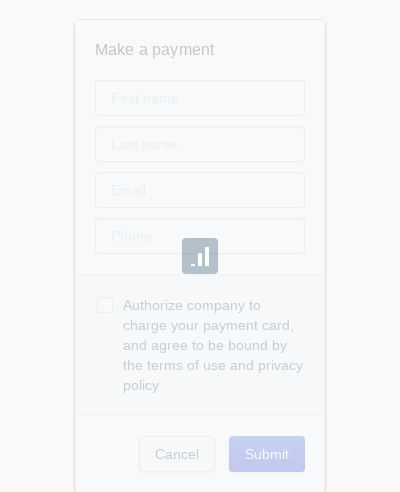 Make a payment
First name
Last name
Email
Phone
Authorize company to
charge your payment card,
and agree to be bound by
the terms of use and privacy
policy
Cancel
Submit